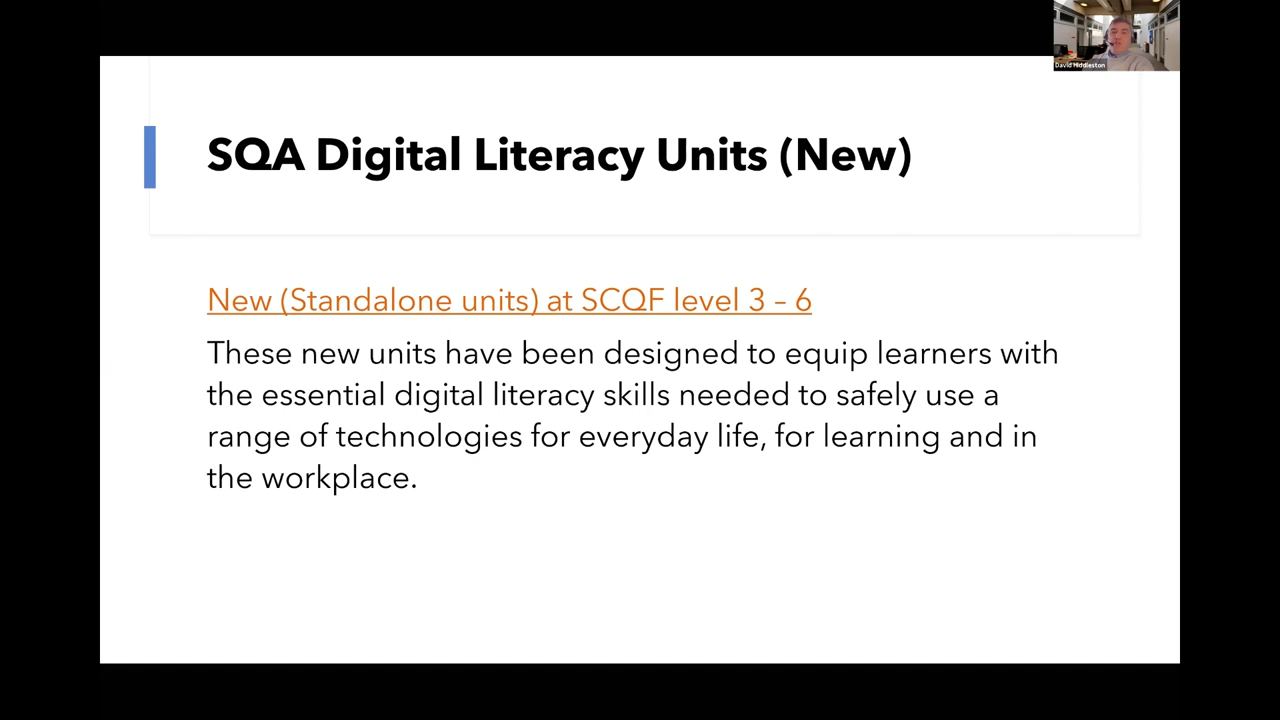 David Hiddleston
SQA Digital Literacy Units (New)
New (Standalone units) at SCQF level 3 – 6
These new units have been designed to equip learners with
the essential digital literacy skills needed to safely use a
range of technologies for everyday life, for learning and in
the workplace.